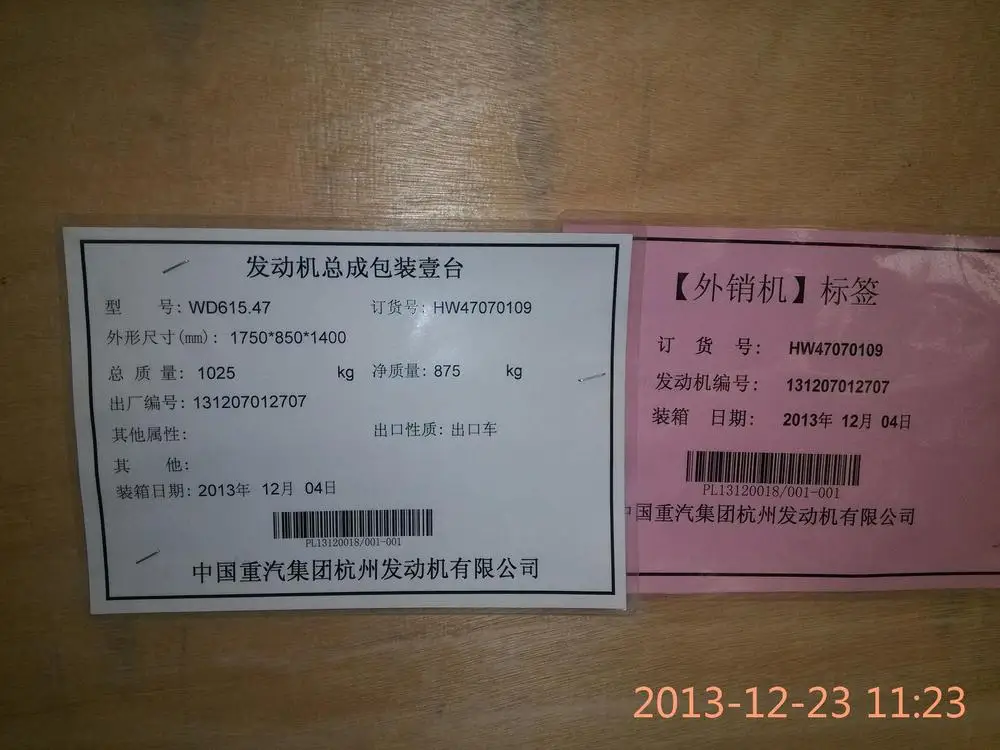 发动机总成包装壹台
型 号: WD615.47 订货号: HW47070109
外形尺寸(mm): 1750*850*1400
总 质 量: 1025 kg 净质量: 875 kg
出厂编号: 131207012707
其他属性: 出口性质: 出口车
其 他:
装箱日期: 2013年 12月 04日
PL13120018/001-001
中国重汽集团杭州发动机有限公司
【外销机】标签
订 货 号: HW47070109
发动机编号: 131207012707
装箱 日期: 2013年 12月 04日
PL13120018/001-001
中国重汽集团杭州发动机有限公司
2013-12-23 11:23